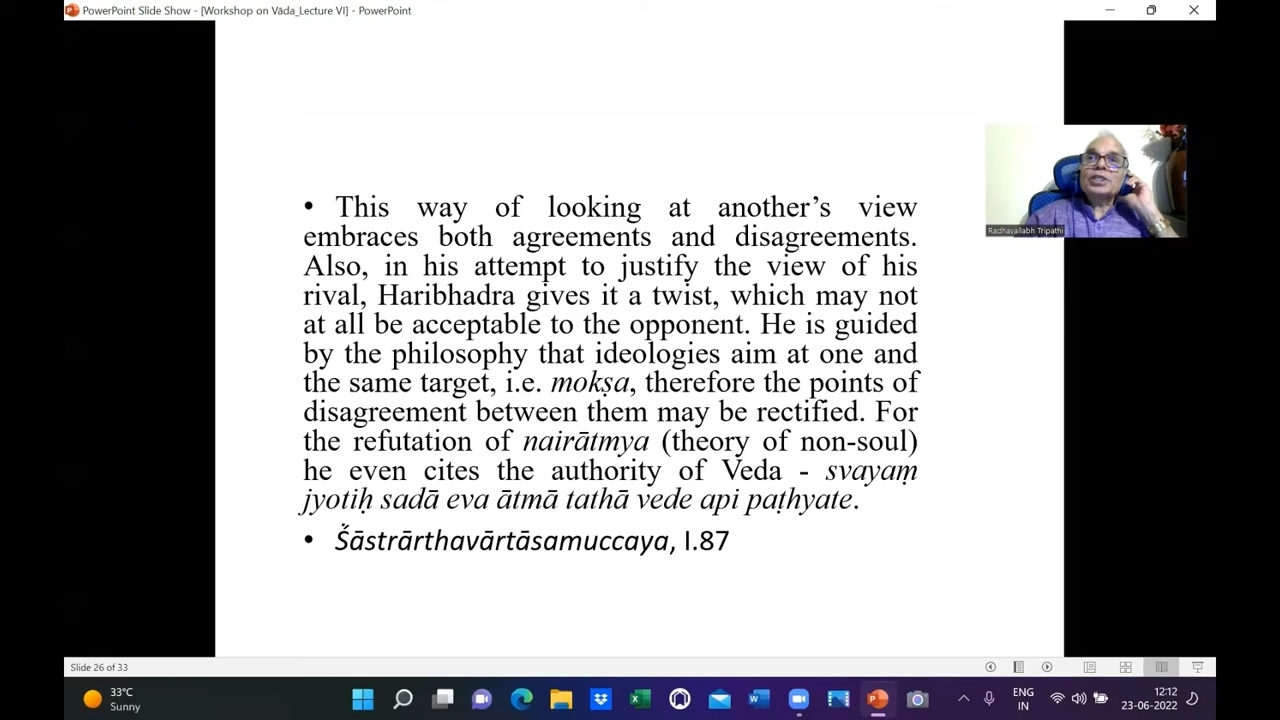 PowerPoint Slide Show - [Workshop on Vāda_Lecture VI] - PowerPoint
• This way of looking at another’s view
embraces both agreements and disagreements.
Also, in his attempt to justify the view of his
rival, Haribhadra gives it a twist, which may not
at all be acceptable to the opponent. He is guided
by the philosophy that ideologies aim at one and
the same target, i.e. mokṣa, therefore the points of
disagreement between them may be rectified. For
the refutation of nairātmya (theory of non-soul)
he even cites the authority of Veda - svayaṃ
jyotiḥ sadā eva ātmā tathā vede api paṭhyate.
• Śāstrārthavārtāsamuccaya, I.87
Radhavallabh Tripathi
Slide 26 of 33
33°C
Sunny
ENG
IN
12:12
23-06-2022